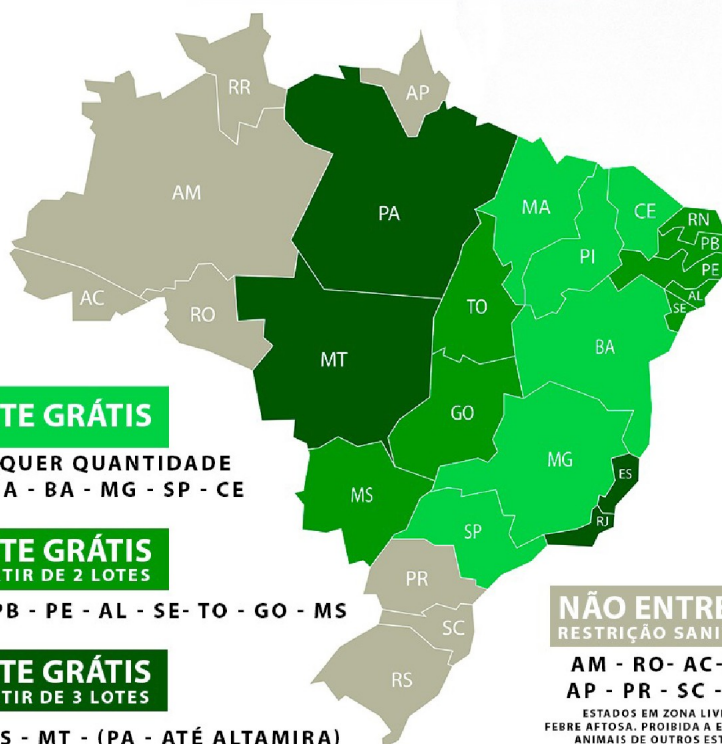 RR
AP
AM
PA
MA
CE
RN
PB
PI
PE
AL
SE
AC
RO
TO
BA
MT
GO
MG
ES
MS
RJ
SP
PR
SC
RS
TE GRÁTIS
QUER QUANTIDADE
A - BA - MG - SP - CE
TE GRÁTIS
TIR DE 2 LOTES
PB - PE - AL - SE- TO - GO - MS
TE GRÁTIS
TIR DE 3 LOTES
S - MT - (PA - ATÉ ALTAMIRA)
NÃO ENTRE
RESTRIÇÃO SANI
AM - RO- AC-
AP - PR - SC -
ESTADOS EM ZONA LIV
FEBRE AFTOSA. PROIBIDA A E
ANIMAIS DE OUTROS EST